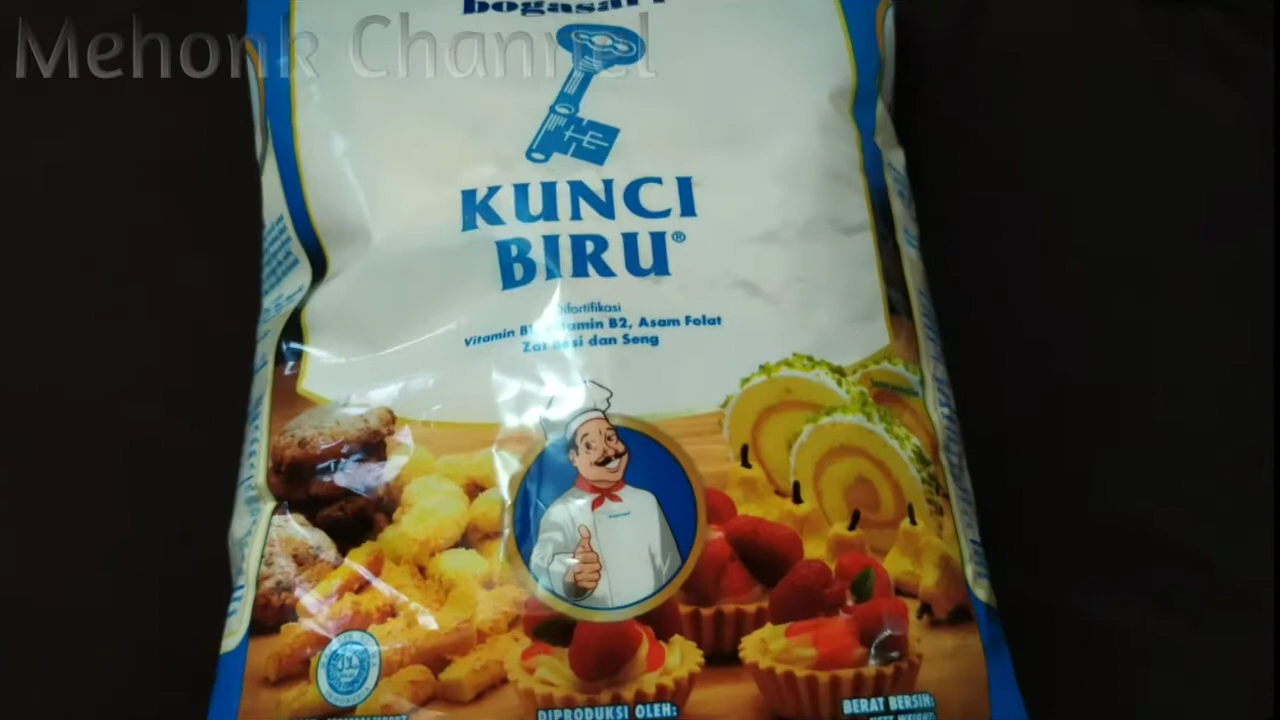 Mehonk Channel
bogasari
KUNCI
BIRU®
Difortifikasi
Vitamin B1, Vitamin B2, Asam Folat
Zat Besi dan Seng
DIPRODUKSI OLEH:
BERAT BERSIH: